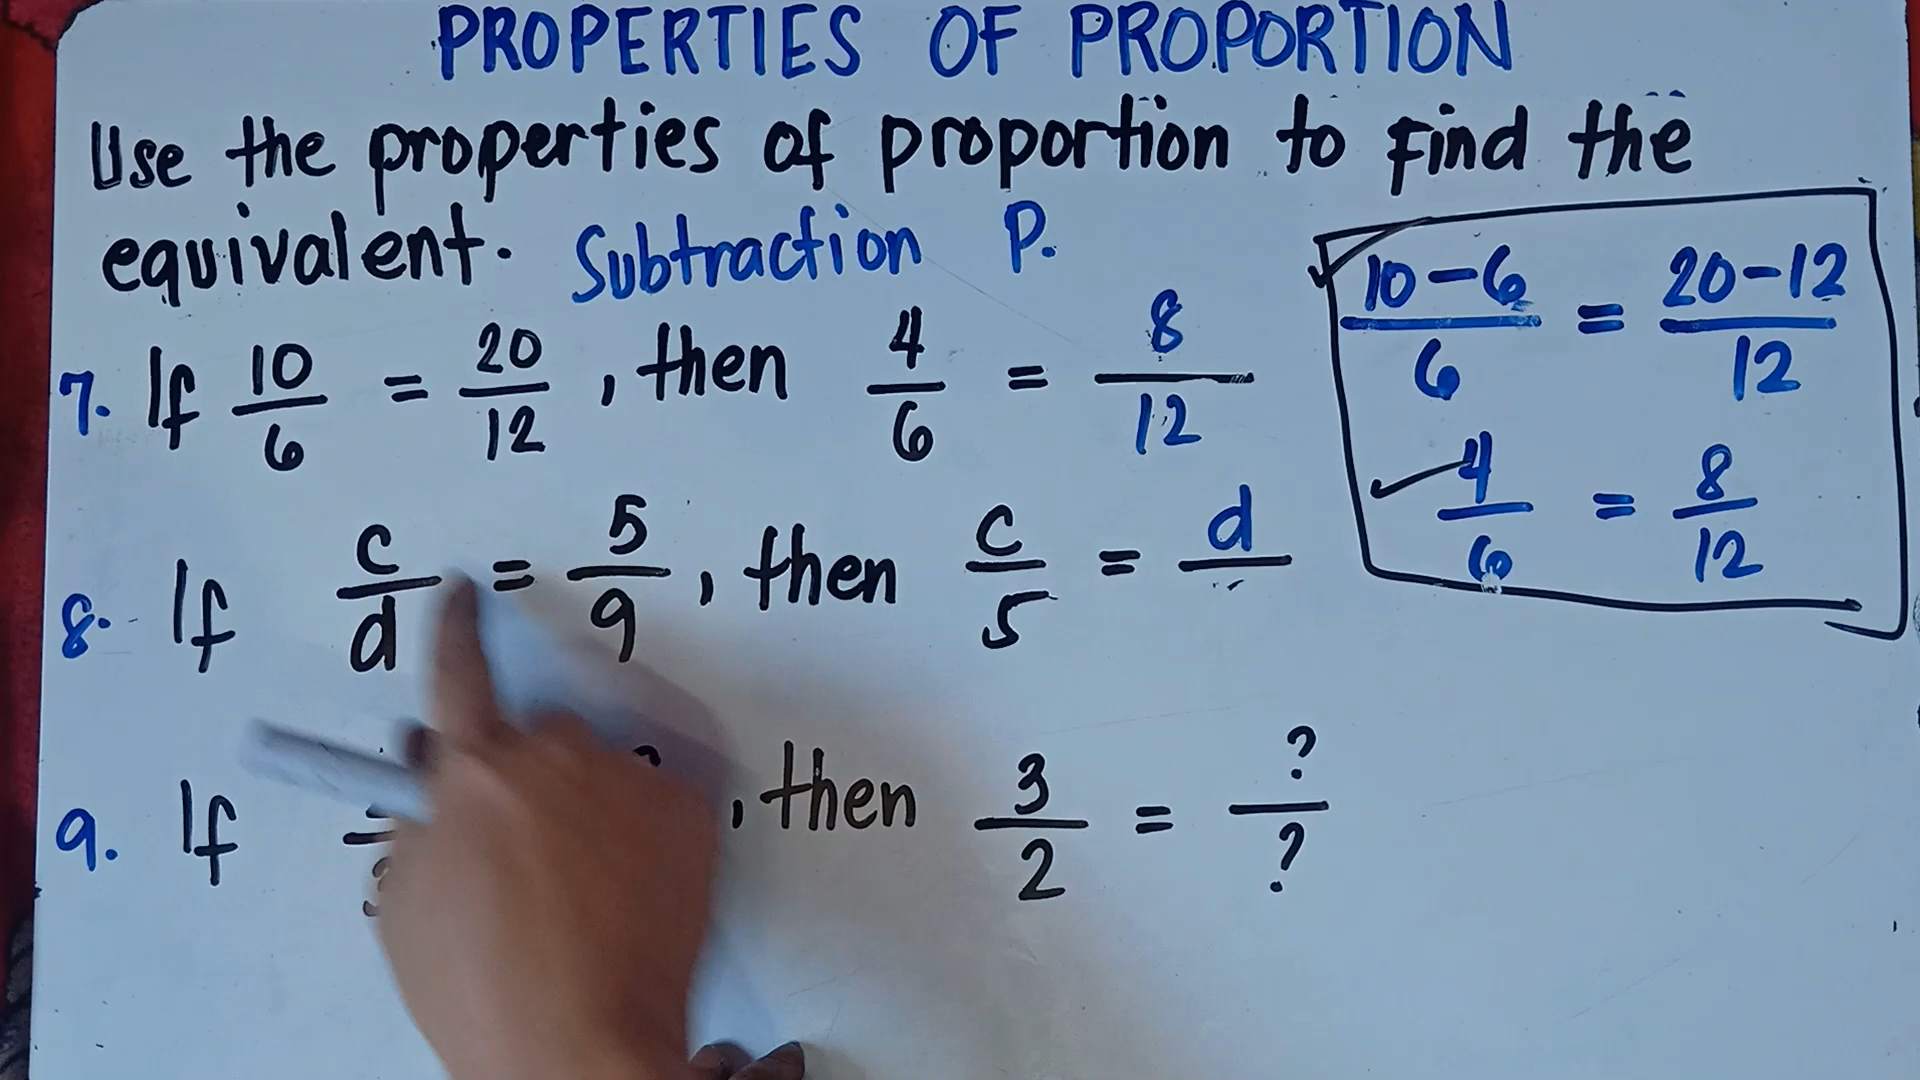 PROPERTIES OF PROPORTION
Use the properties of proportion to Find the
equivalent. Subtraction P.
7. If 10/6 = 20/12, then 4/6 = 8/12
8. If c/d = 5/9, then c/5 = d/
9. If , then 3/2 = ?/?
10-6/6 = 20-12/12
4/6 = 8/12